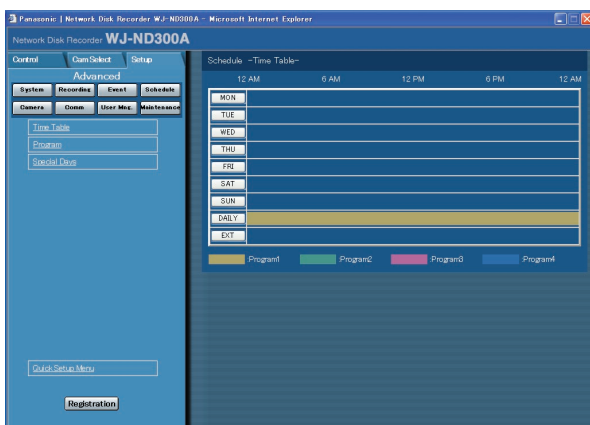 Panasonic | Network Disk Recorder WJ-ND300A - Microsoft Internet Explorer
Network Disk Recorder WJ-ND300A
Control Cam Select Setup
Advanced
System Recording Event Schedule
Camera Comm User Mng. Maintenance
Time Table
Program
Special Days
Quick Setup Menu
Registration
Schedule -Time Table-
12 AM 6 AM 12 PM 6 PM 12 AM
MON
TUE
WED
THU
FRI
SAT
SUN
DAILY
EXT
:Program1 :Program2 :Program3 :Program4